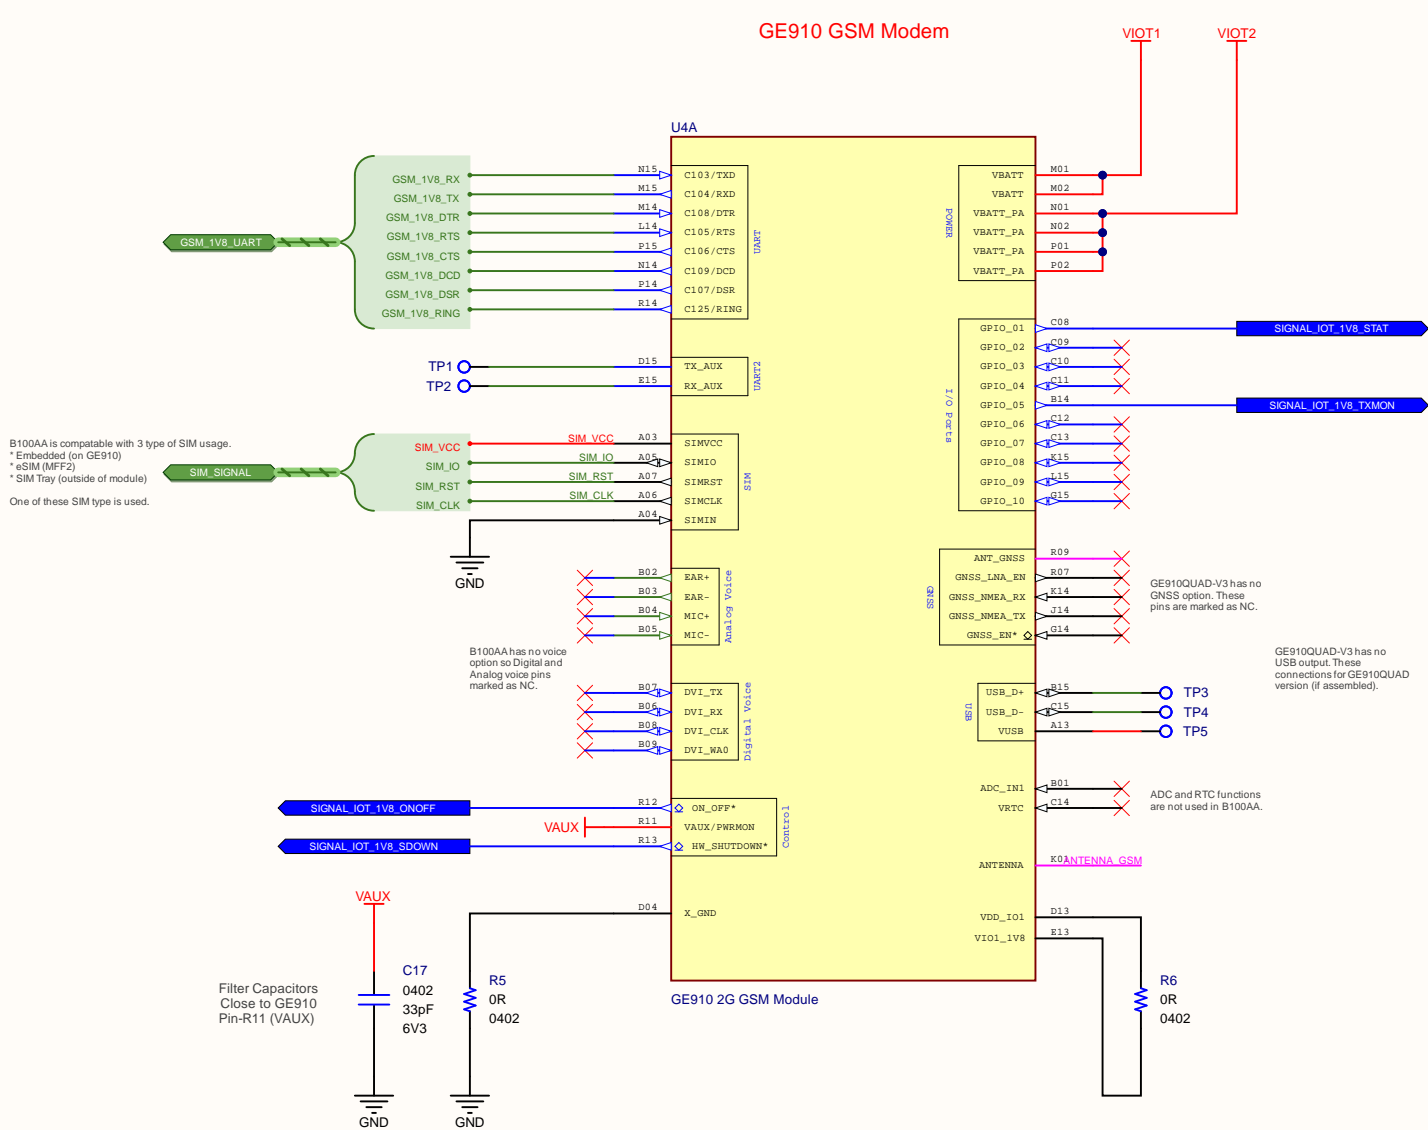 GE910 GSM Modem
VIOT1
VIOT2
U4A
GSM_1V8_UART
GSM_1V8_RX
GSM_1V8_TX
GSM_1V8_DTR
GSM_1V8_RTS
GSM_1V8_CTS
GSM_1V8_DCD
GSM_1V8_DSR
GSM_1V8_RING
N15
M15
M14
L14
P15
N14
P14
R14
C103/TXD
C104/RXD
C108/DTR
C105/RTS
C106/CTS
C109/DCD
C107/DSR
C125/RING
UART
VBATT
VBATT
VBATT_PA
VBATT_PA
VBATT_PA
VBATT_PA
POWER
M01
M02
N01
N02
P01
P02
TP1
TP2
D15
E15
TX_AUX
RX_AUX
UART2
GPIO_01
GPIO_02
GPIO_03
GPIO_04
GPIO_05
GPIO_06
GPIO_07
GPIO_08
GPIO_09
GPIO_10
I/O Ports
C08
C09
C10
C11
B14
C12
C13
K15
L15
G15
SIGNAL_IOT_1V8_STAT
SIGNAL_IOT_1V8_TXMON
B100AA is compatable with 3 type of SIM usage.
* Embedded (on GE910)
* eSIM (MFF2)
* SIM Tray (outside of module)
One of these SIM type is used.
SIM_SIGNAL
SIM_VCC
SIM_IO
SIM_RST
SIM_CLK
SIM_VCC
SIM_IO
SIM_RST
SIM_CLK
A03
A05
A07
A06
A04
SIMVCC
SIMIO
SIMRST
SIMCLK
SIMIN
SIM
GND
B02
B03
B04
B05
EAR+
EAR-
MIC+
MIC-
Analog Voice
B100AA has no voice
option so Digital and
Analog voice pins
marked as NC.
B07
B06
B08
B09
DVI_TX
DVI_RX
DVI_CLK
DVI_WA0
Digital Voice
ANT_GNSS
GNSS_LNA_EN
GNSS_NMEA_RX
GNSS_NMEA_TX
GNSS_EN*
GNSS
R09
R07
K14
J14
G14
GE910QUAD-V3 has no
GNSS option. These
pins are marked as NC.
GE910QUAD-V3 has no
USB output. These
connections for GE910QUAD
version (if assembled).
USB_D+
USB_D-
VUSB
USB
B15
C15
A13
TP3
TP4
TP5
ADC_IN1
VRTC
B01
C14
ADC and RTC functions
are not used in B100AA.
SIGNAL_IOT_1V8_ONOFF
VAUX
SIGNAL_IOT_1V8_SDOWN
R12
R11
R13
ON_OFF*
VAUX/PWRMON
HW_SHUTDOWN*
Control
ANTENNA
K01
ANTENNA_GSM
D04
X_GND
VDD_IO1
VIO1_1V8
D13
E13
VAUX
Filter Capacitors
Close to GE910
Pin-R11 (VAUX)
C17
0402
33pF
6V3
R5
0R
0402
GE910 2G GSM Module
R6
0R
0402
GND
GND